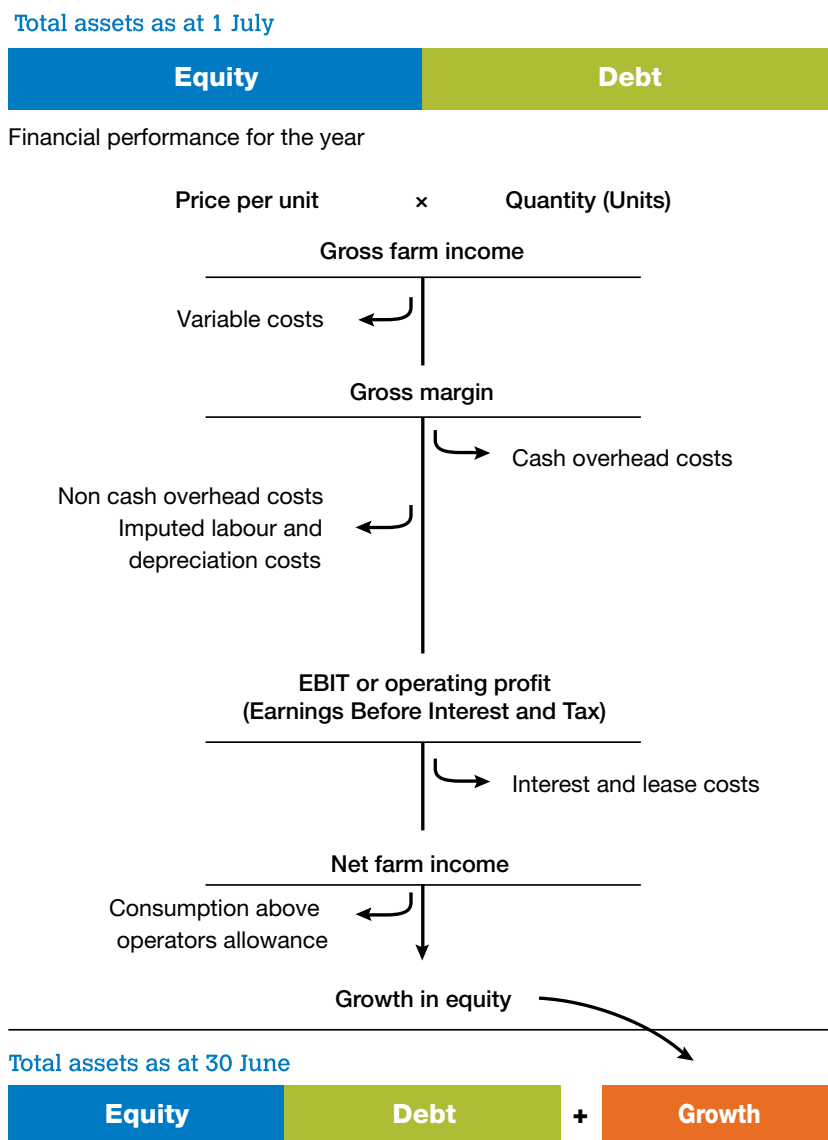 Total assets as at 1 July
Equity
Debt
Financial performance for the year
Price per unit × Quantity (Units)
Gross farm income
Variable costs
Gross margin
Cash overhead costs
Non cash overhead costs
Imputed labour and
depreciation costs
EBIT or operating profit
(Earnings Before Interest and Tax)
Interest and lease costs
Net farm income
Consumption above
operators allowance
Growth in equity
Total assets as at 30 June
Equity
Debt
+
Growth